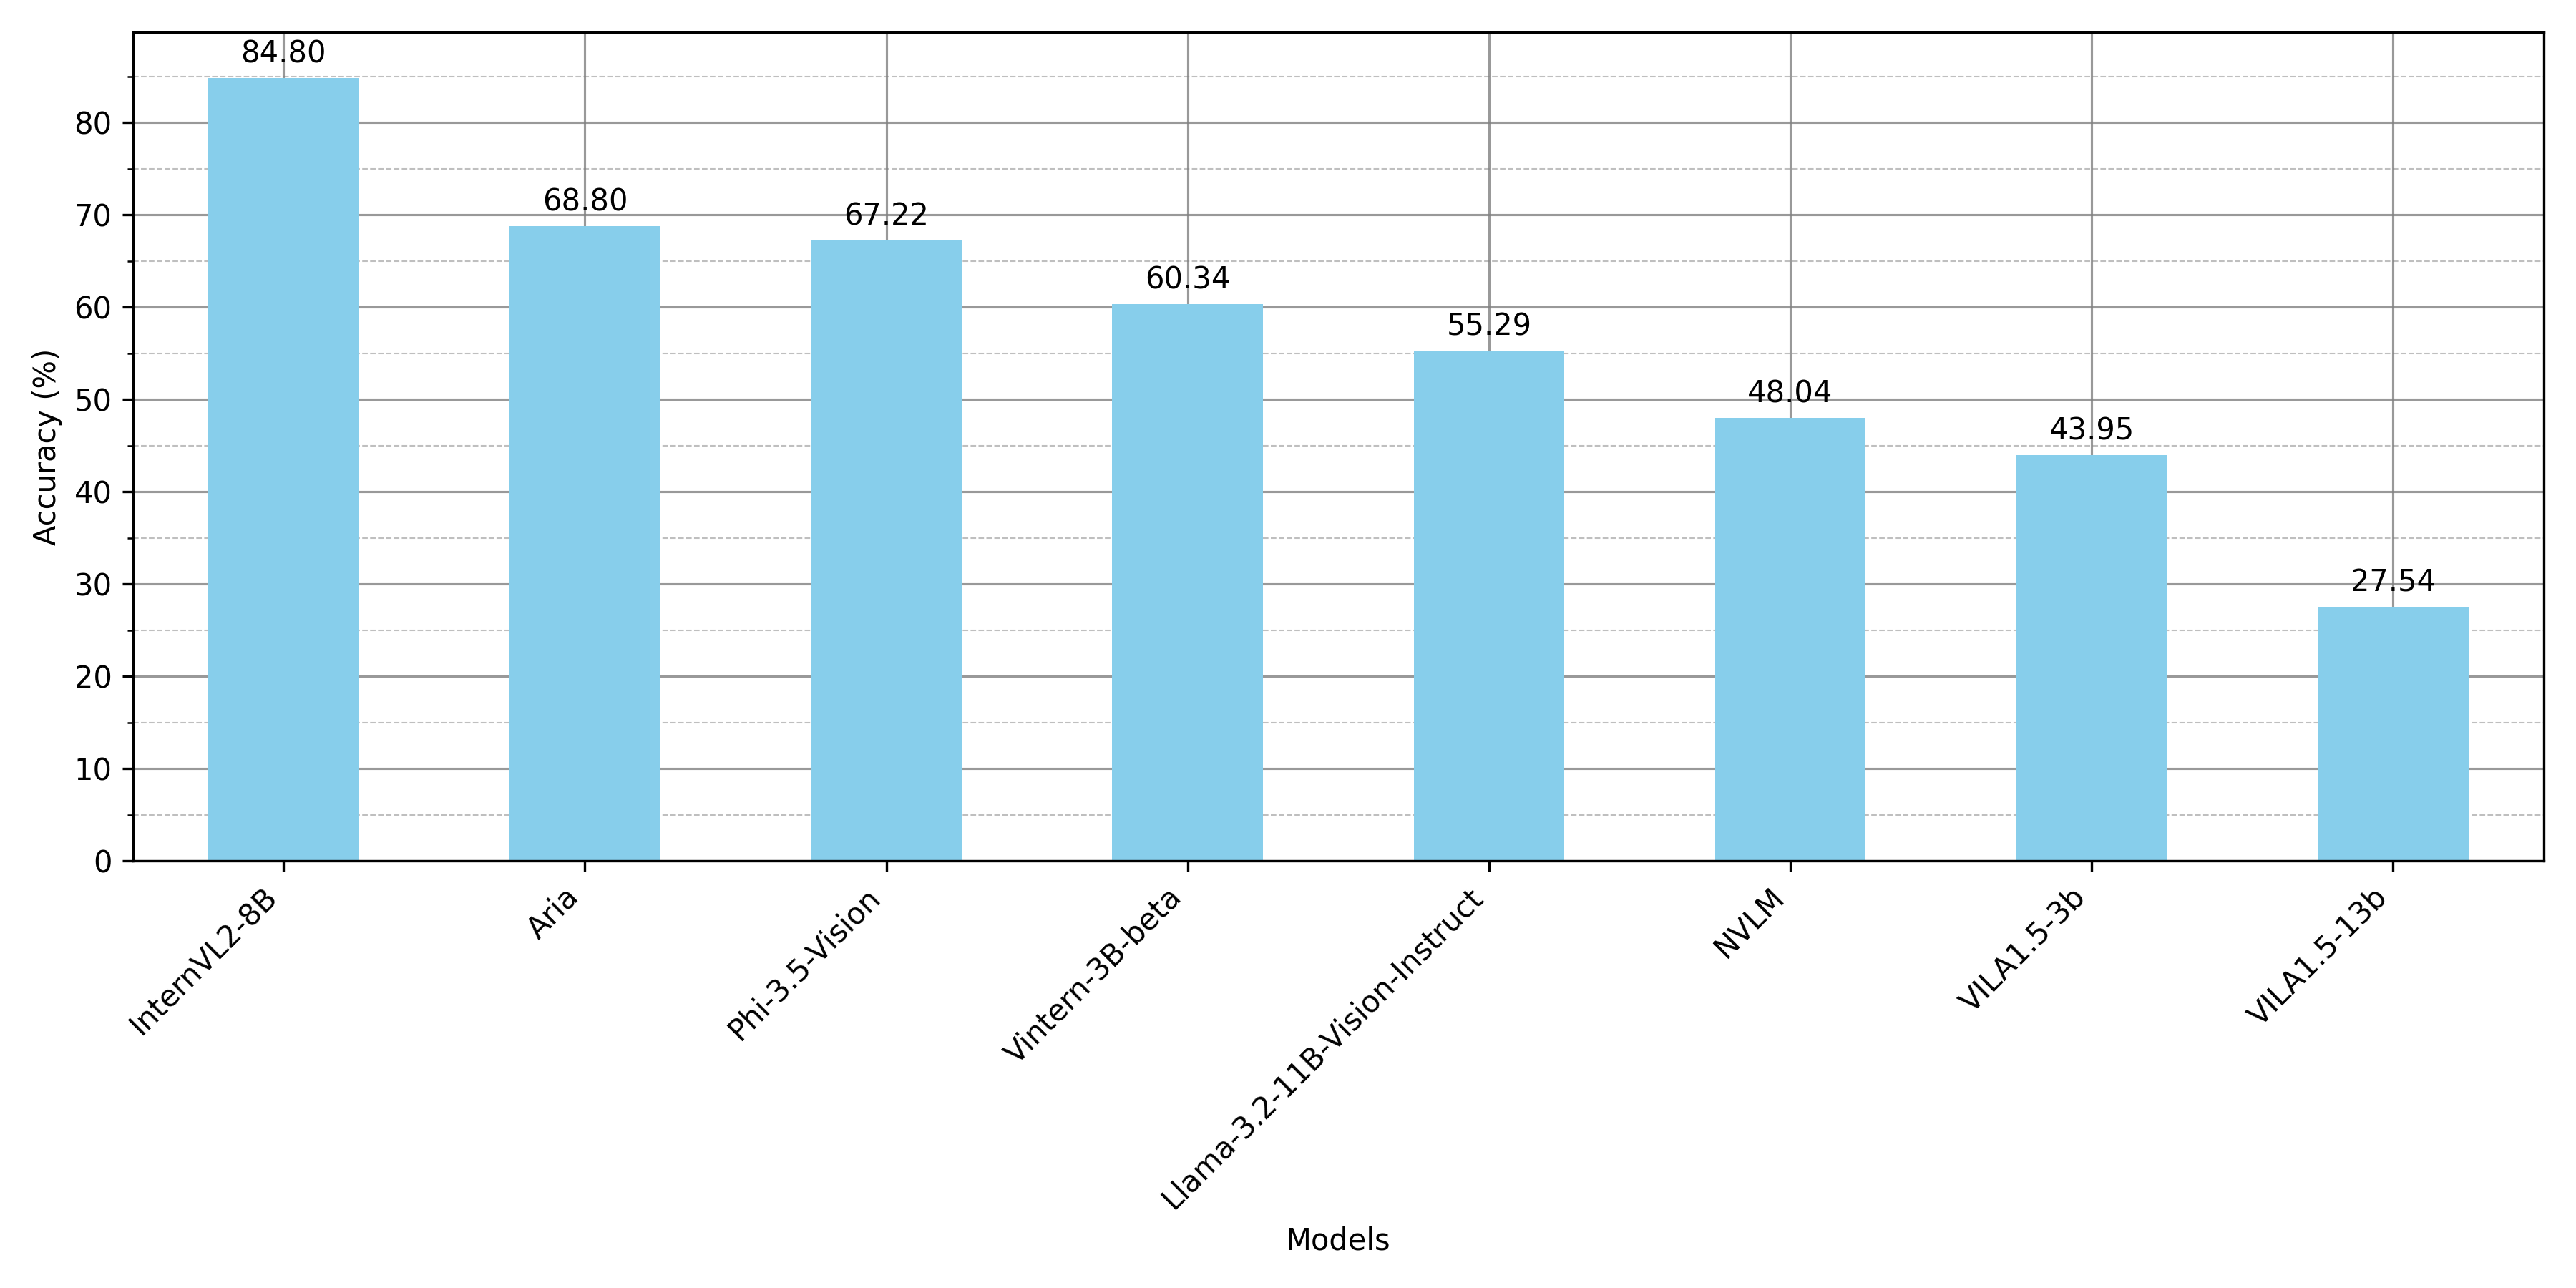 84.80
68.80
67.22
60.34
55.29
48.04
43.95
27.54
80
70
60
50
40
30
20
10
0
Accuracy (%)
InternVL2-8B
Aria
Phi-3.5-Vision
Vintern-3B-beta
Llama-3.2-11B-Vision-Instruct
NVLM
VILA1.5-3b
VILA1.5-13b
Models